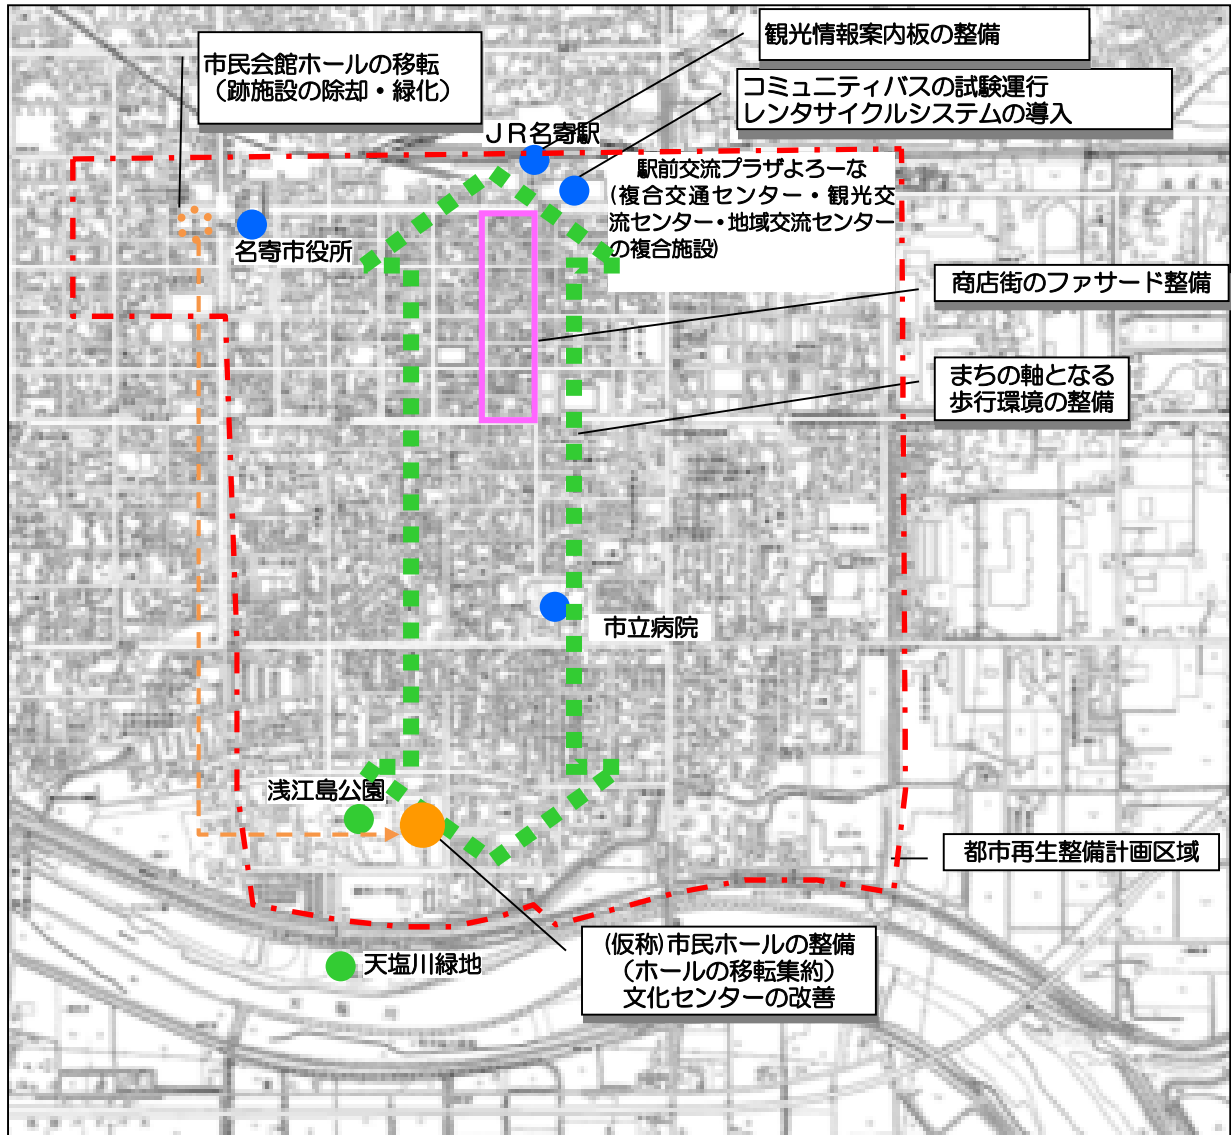 観光情報案内板の整備
市民会館ホールの移転
（跡施設の除却・緑化）
コミュニティバスの試験運行
レンタサイクルシステムの導入
ＪＲ名寄駅
駅前交流プラザよろーな
(複合交通センター・観光交
流センター・地域交流センター
の複合施設)
名寄市役所
商店街のファサード整備
まちの軸となる
歩行環境の整備
市立病院
浅江島公園
都市再生整備計画区域
(仮称)市民ホールの整備
（ホールの移転集約）
文化センターの改善
天塩川緑地